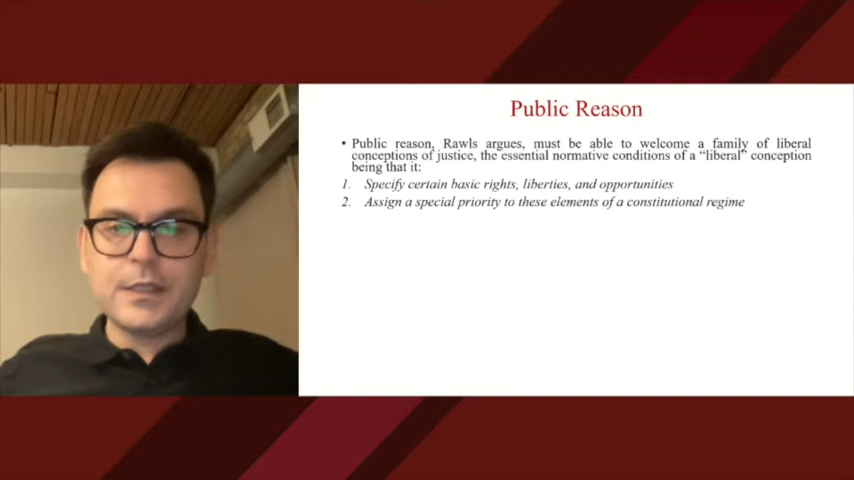 Public Reason
• Public reason, Rawls argues, must be able to welcome a family of liberal
conceptions of justice, the essential normative conditions of a “liberal” conception
being that it:
1. Specify certain basic rights, liberties, and opportunities
2. Assign a special priority to these elements of a constitutional regime